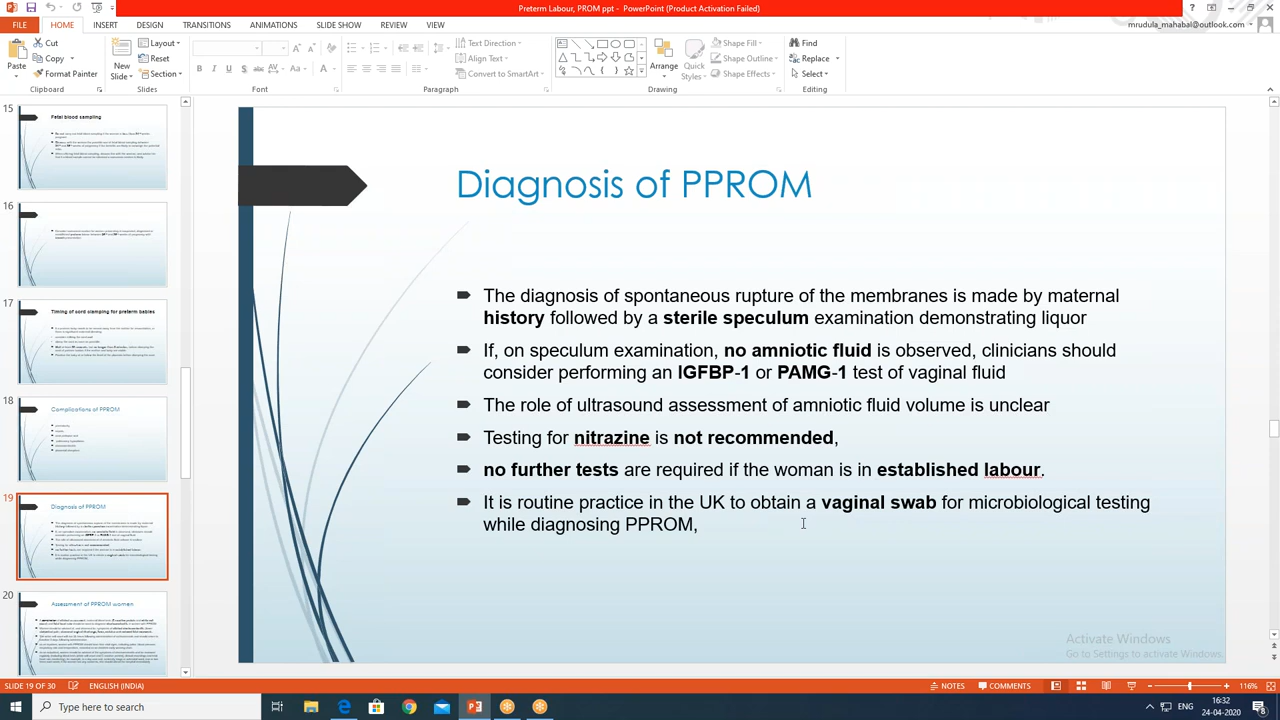 Preterm Labour, PROM ppt - PowerPoint (Product Activation Failed)
FILE HOME INSERT DESIGN TRANSITIONS ANIMATIONS SLIDE SHOW REVIEW VIEW
mrudula_mahabal@outlook.com
Paste
Cut
Copy
Format Painter
Clipboard
New Slide
Layout
Reset
Section
Slides
Font
Text Direction
Align Text
Convert to SmartArt
Paragraph
Arrange
Quick Styles
Shape Fill
Shape Outline
Shape Effects
Drawing
Find
Replace
Select
Editing
15
Fetal blood sampling
16
17
Timing of cord clamping for preterm babies
18
Complications of PPROM
19
Diagnosis of PPROM
20
Assessment of PPROM women
Diagnosis of PPROM
The diagnosis of spontaneous rupture of the membranes is made by maternal
history followed by a sterile speculum examination demonstrating liquor
If, on speculum examination, no amniotic fluid is observed, clinicians should
consider performing an IGFBP-1 or PAMG-1 test of vaginal fluid
The role of ultrasound assessment of amniotic fluid volume is unclear
Testing for nitrazine is not recommended,
no further tests are required if the woman is in established labour.
It is routine practice in the UK to obtain a vaginal swab for microbiological testing
while diagnosing PPROM,
Activate Windows
Go to Settings to activate Windows.
SLIDE 19 OF 30 ENGLISH (INDIA) NOTES COMMENTS 116%
Type here to search
ENG
16:32
24-04-2020